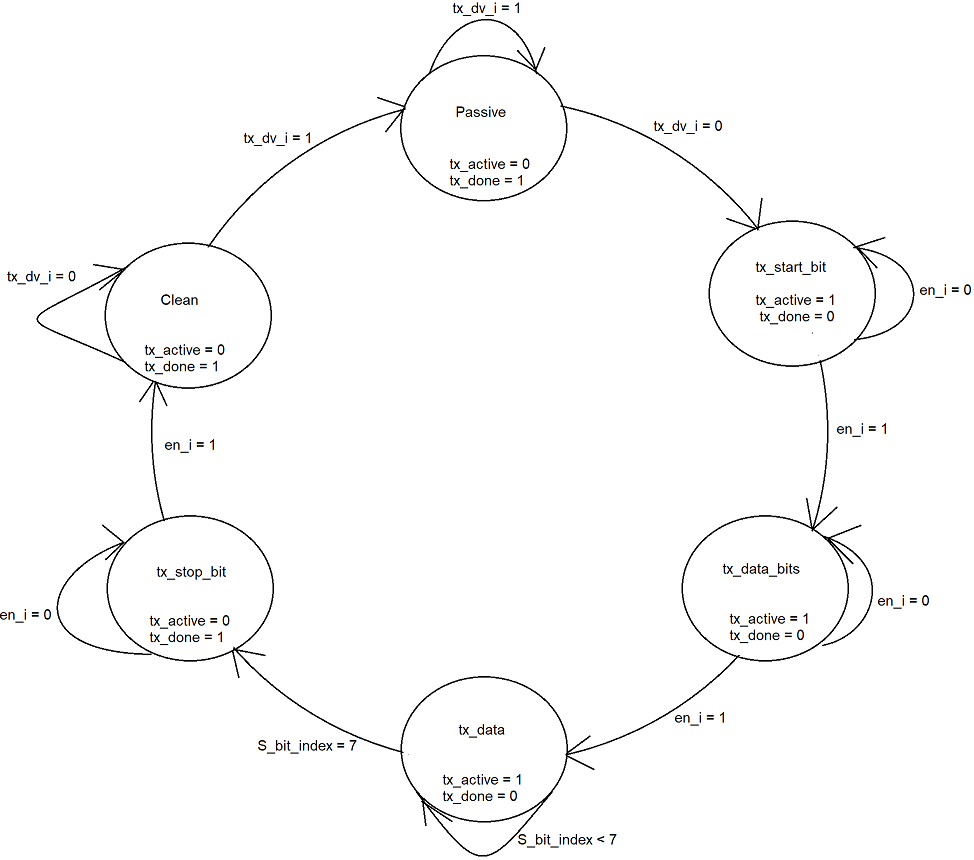 tx_dv_i = 1
Passive
tx_active = 0
tx_done = 1
tx_dv_i = 0
tx_start_bit
tx_active = 1
tx_done = 0
en_i = 0
en_i = 1
tx_data_bits
tx_active = 1
tx_done = 0
en_i = 0
en_i = 1
tx_data
tx_active = 1
tx_done = 0
S_bit_index < 7
S_bit_index = 7
tx_stop_bit
tx_active = 0
tx_done = 1
en_i = 0
en_i = 1
Clean
tx_active = 0
tx_done = 1
tx_dv_i = 0
tx_dv_i = 1